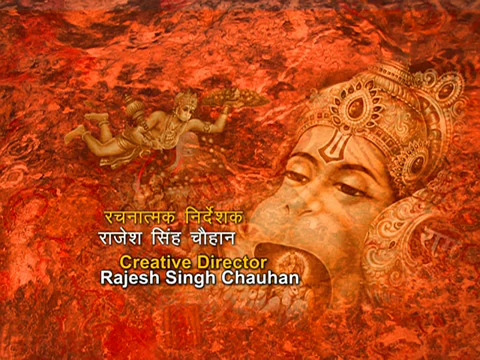 रचनात्मक निर्देशक
राजेश सिंह चौहान
Creative Director
Rajesh Singh Chauhan